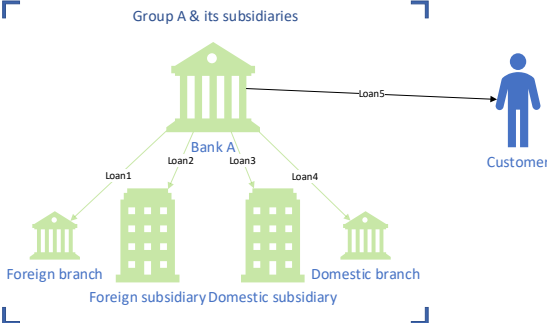 Group A & its subsidiaries
Loan5
Bank A
Customer
Loan2
Loan3
Loan1
Loan4
Foreign branch
Domestic branch
Foreign subsidiary
Domestic subsidiary